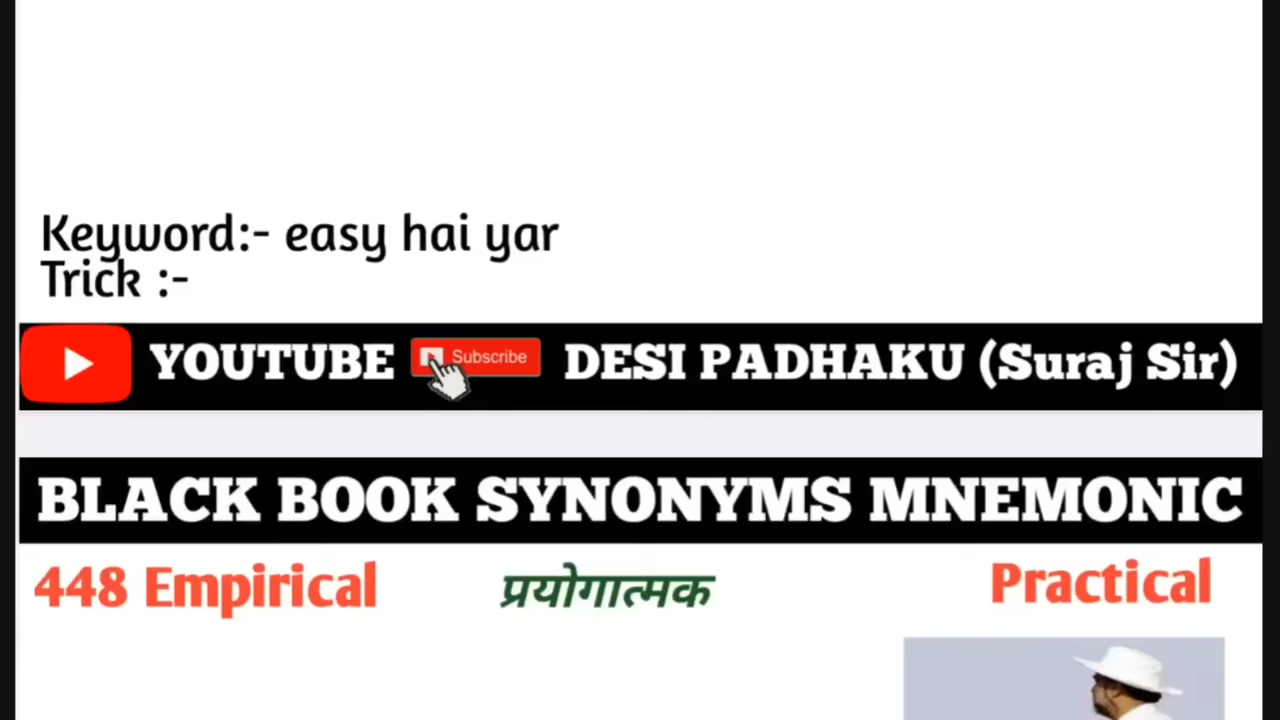 Keyword:- easy hai yar
Trick :-
YOUTUBE Subscribe DESI PADHAKU (Suraj Sir)
BLACK BOOK SYNONYMS MNEMONIC
448 Empirical प्रयोगात्मक Practical